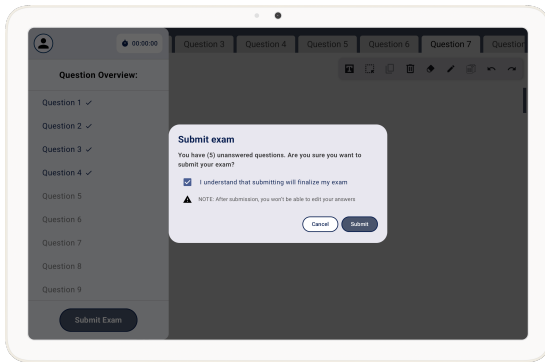 00:00:00
Question 3
Question 4
Question 5
Question 6
Question 7
Question
Question Overview:
Question 1
Question 2
Question 3
Question 4
Question 5
Question 6
Question 7
Question 8
Question 9
Submit Exam
Submit exam
You have (5) unanswered questions. Are you sure you want to
submit your exam?
I understand that submitting will finalize my exam
NOTE: After submission, you won't be able to edit your answers
Cancel
Submit